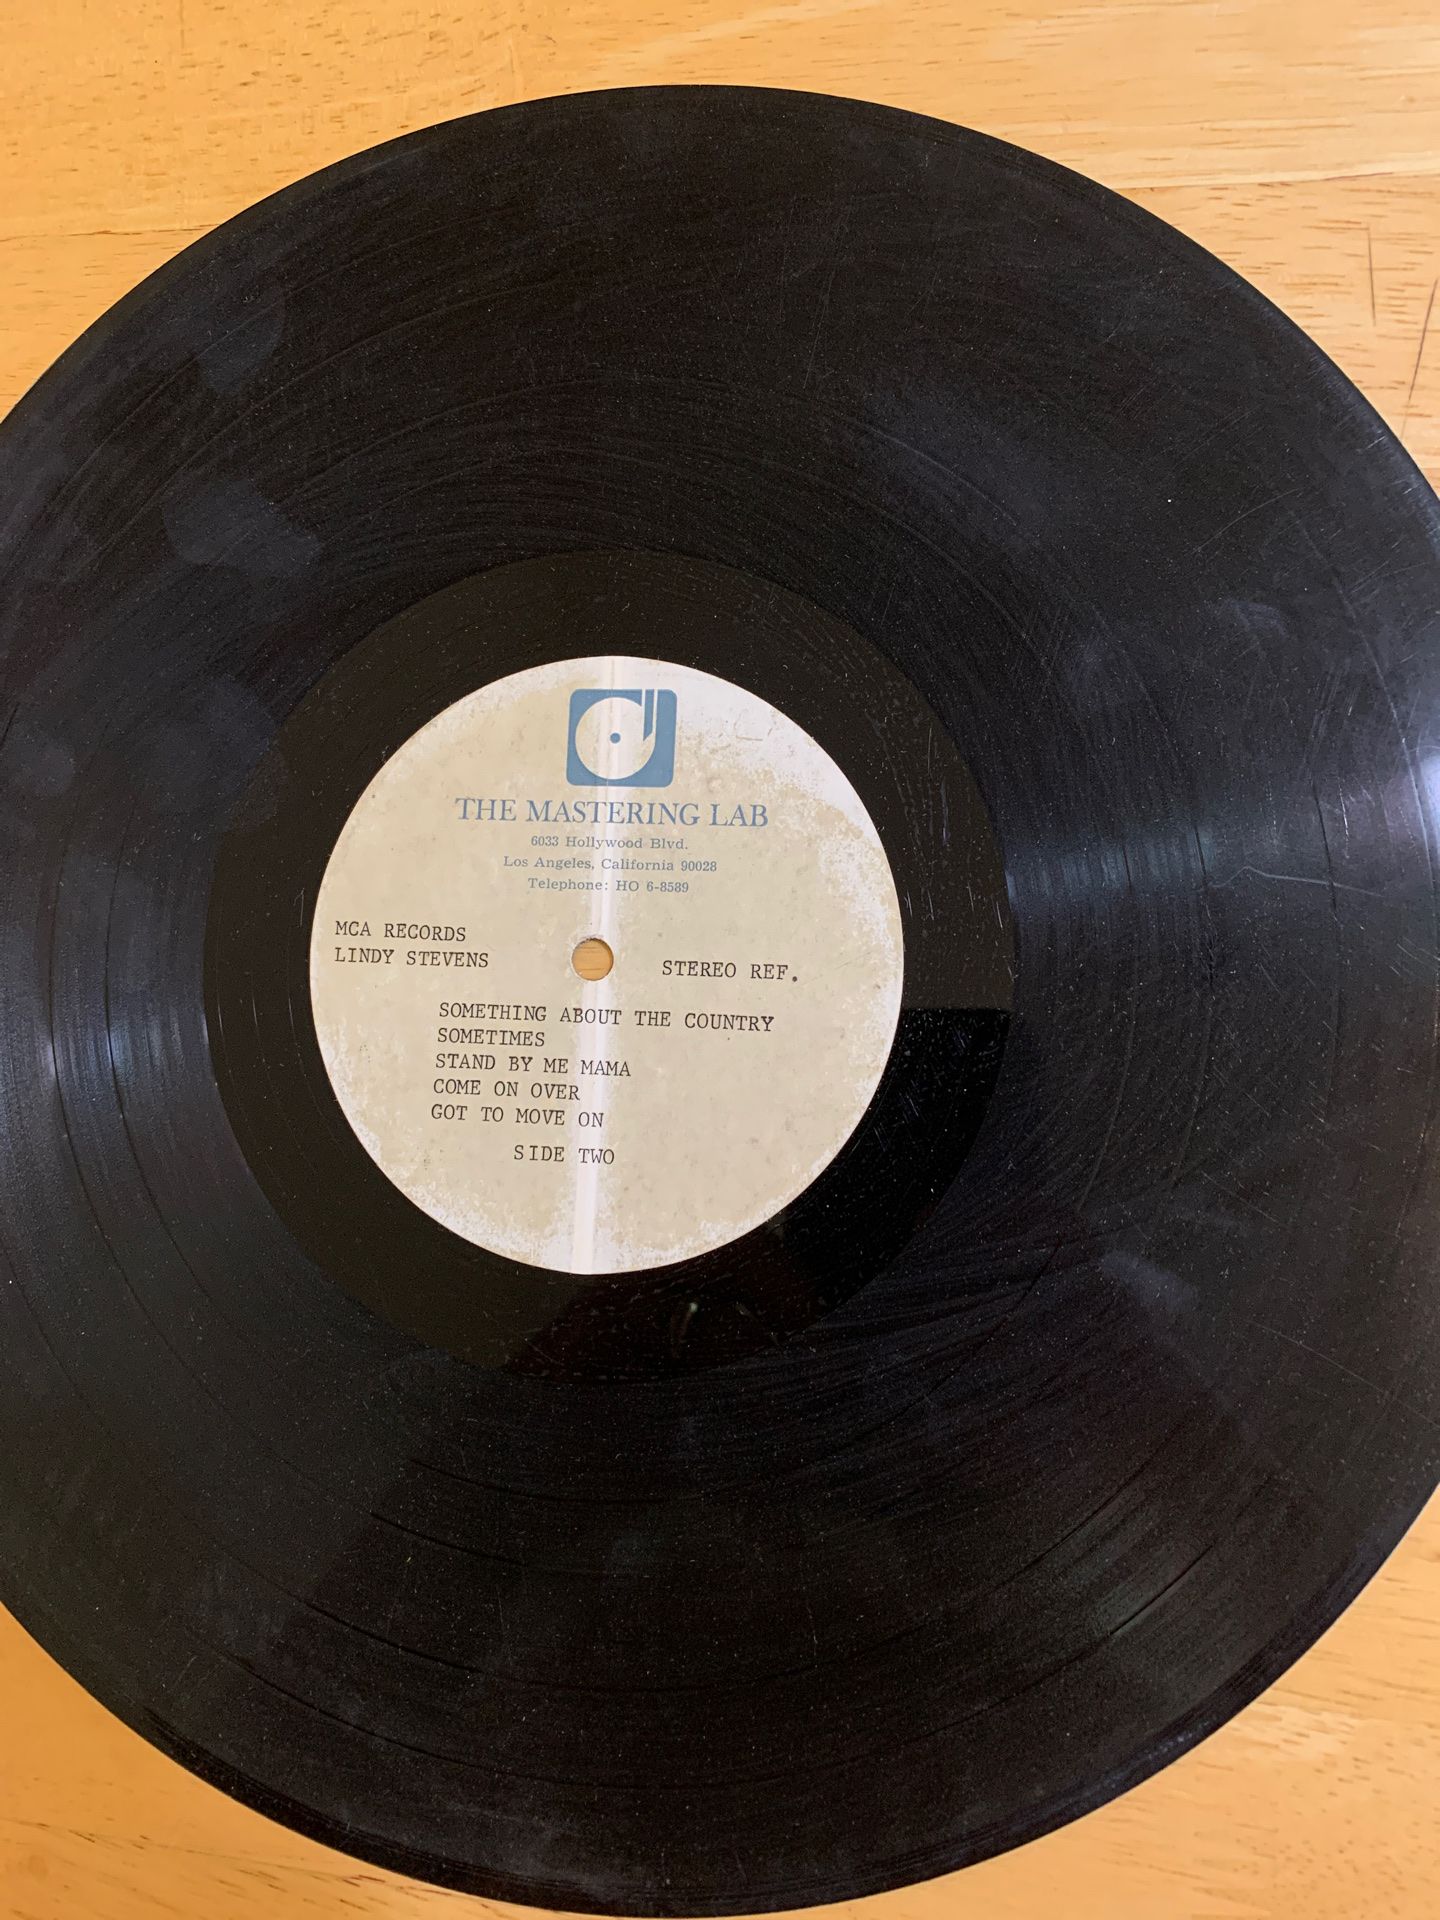 THE MASTERING LAB
6033 Hollywood Blvd.
Los Angeles, California 90028
Telephone: HO 6-8589
MCA RECORDS
LINDY STEVENS
STEREO REF.
SOMETHING ABOUT THE COUNTRY
SOMETIMES
STAND BY ME MAMA
COME ON OVER
GOT TO MOVE ON
SIDE TWO